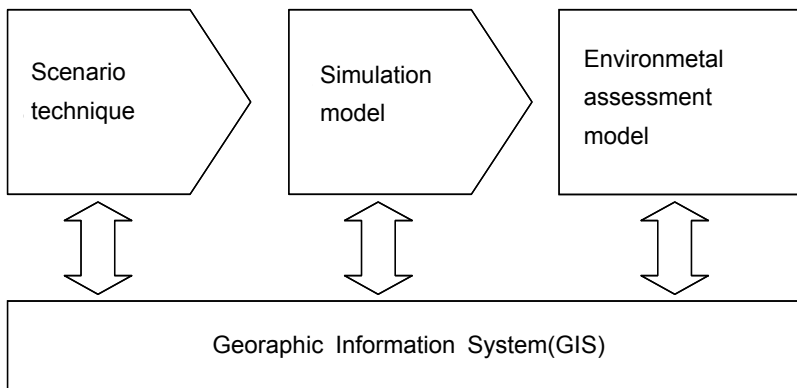 Scenario
technique
Simulation
model
Environmetal
assessment
model
Georaphic Information System(GIS)